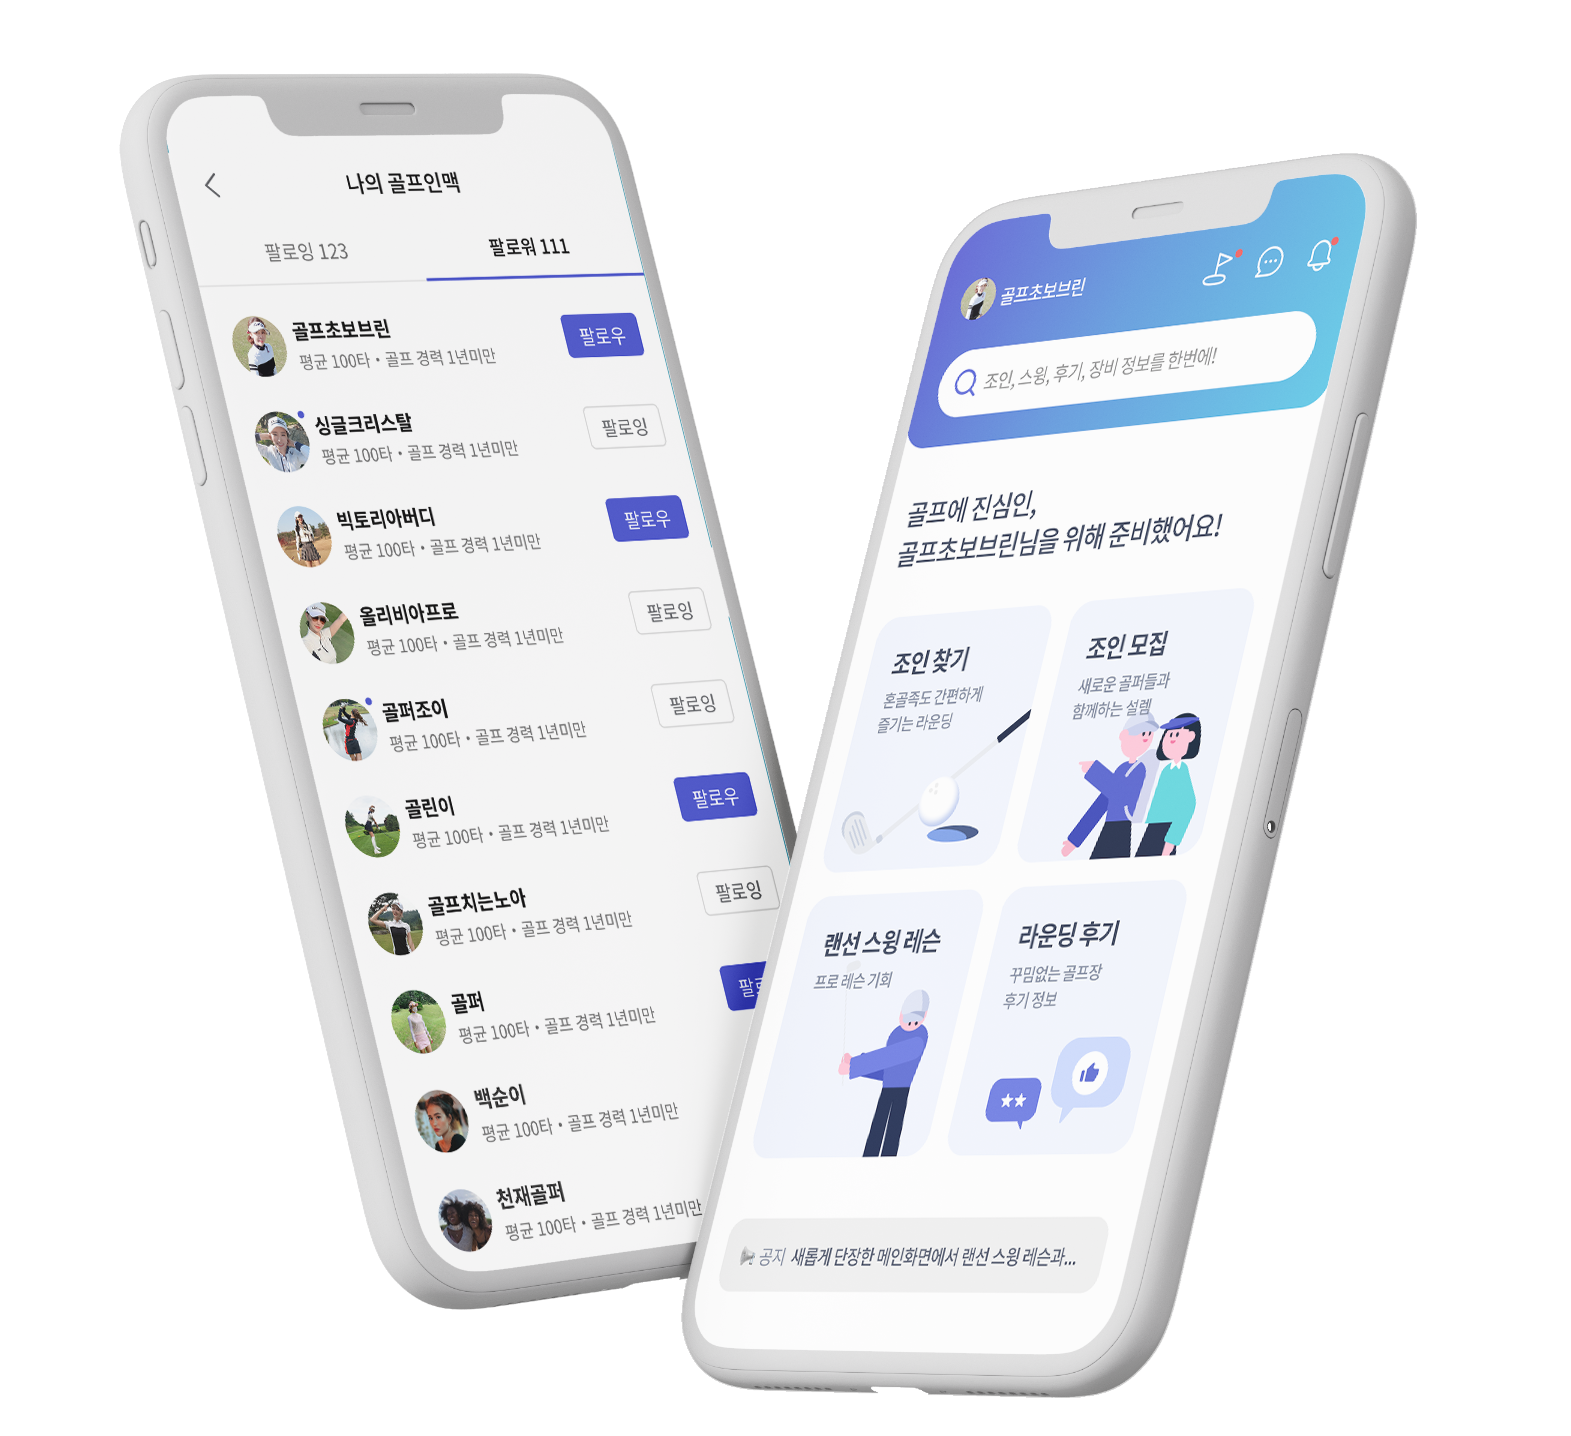 나의 골프인맥
팔로잉 123
팔로워 111
골프초보브린
평균 100타 • 골프 경력 1년미만
팔로우
싱글크리스탈
평균 100타 • 골프 경력 1년미만
팔로잉
빅토리아버디
평균 100타 • 골프 경력 1년미만
팔로우
올리비아프로
평균 100타 • 골프 경력 1년미만
팔로잉
골퍼조이
평균 100타 • 골프 경력 1년미만
팔로잉
골린이
평균 100타 • 골프 경력 1년미만
팔로우
골프치는노아
평균 100타 • 골프 경력 1년미만
팔로잉
골퍼
평균 100타 • 골프 경력 1년미만
백순이
평균 100타 • 골프 경력 1년미만
천재골퍼
평균 100타 • 골프 경력 1년미만
골프초보브린
조인, 스윙, 후기, 장비 정보를 한번에!
골프에 진심인,
골프초보브린님을 위해 준비했어요!
조인 찾기
혼골족도 간편하게
즐기는 라운딩
조인 모집
새로운 골퍼들과
함께하는 설렘
랜선 스윙 레슨
프로 레슨 기회
라운딩 후기
꾸밈없는 골프장
후기 정보
공지 새롭게 단장한 메인화면에서 랜선 스윙 레슨과...